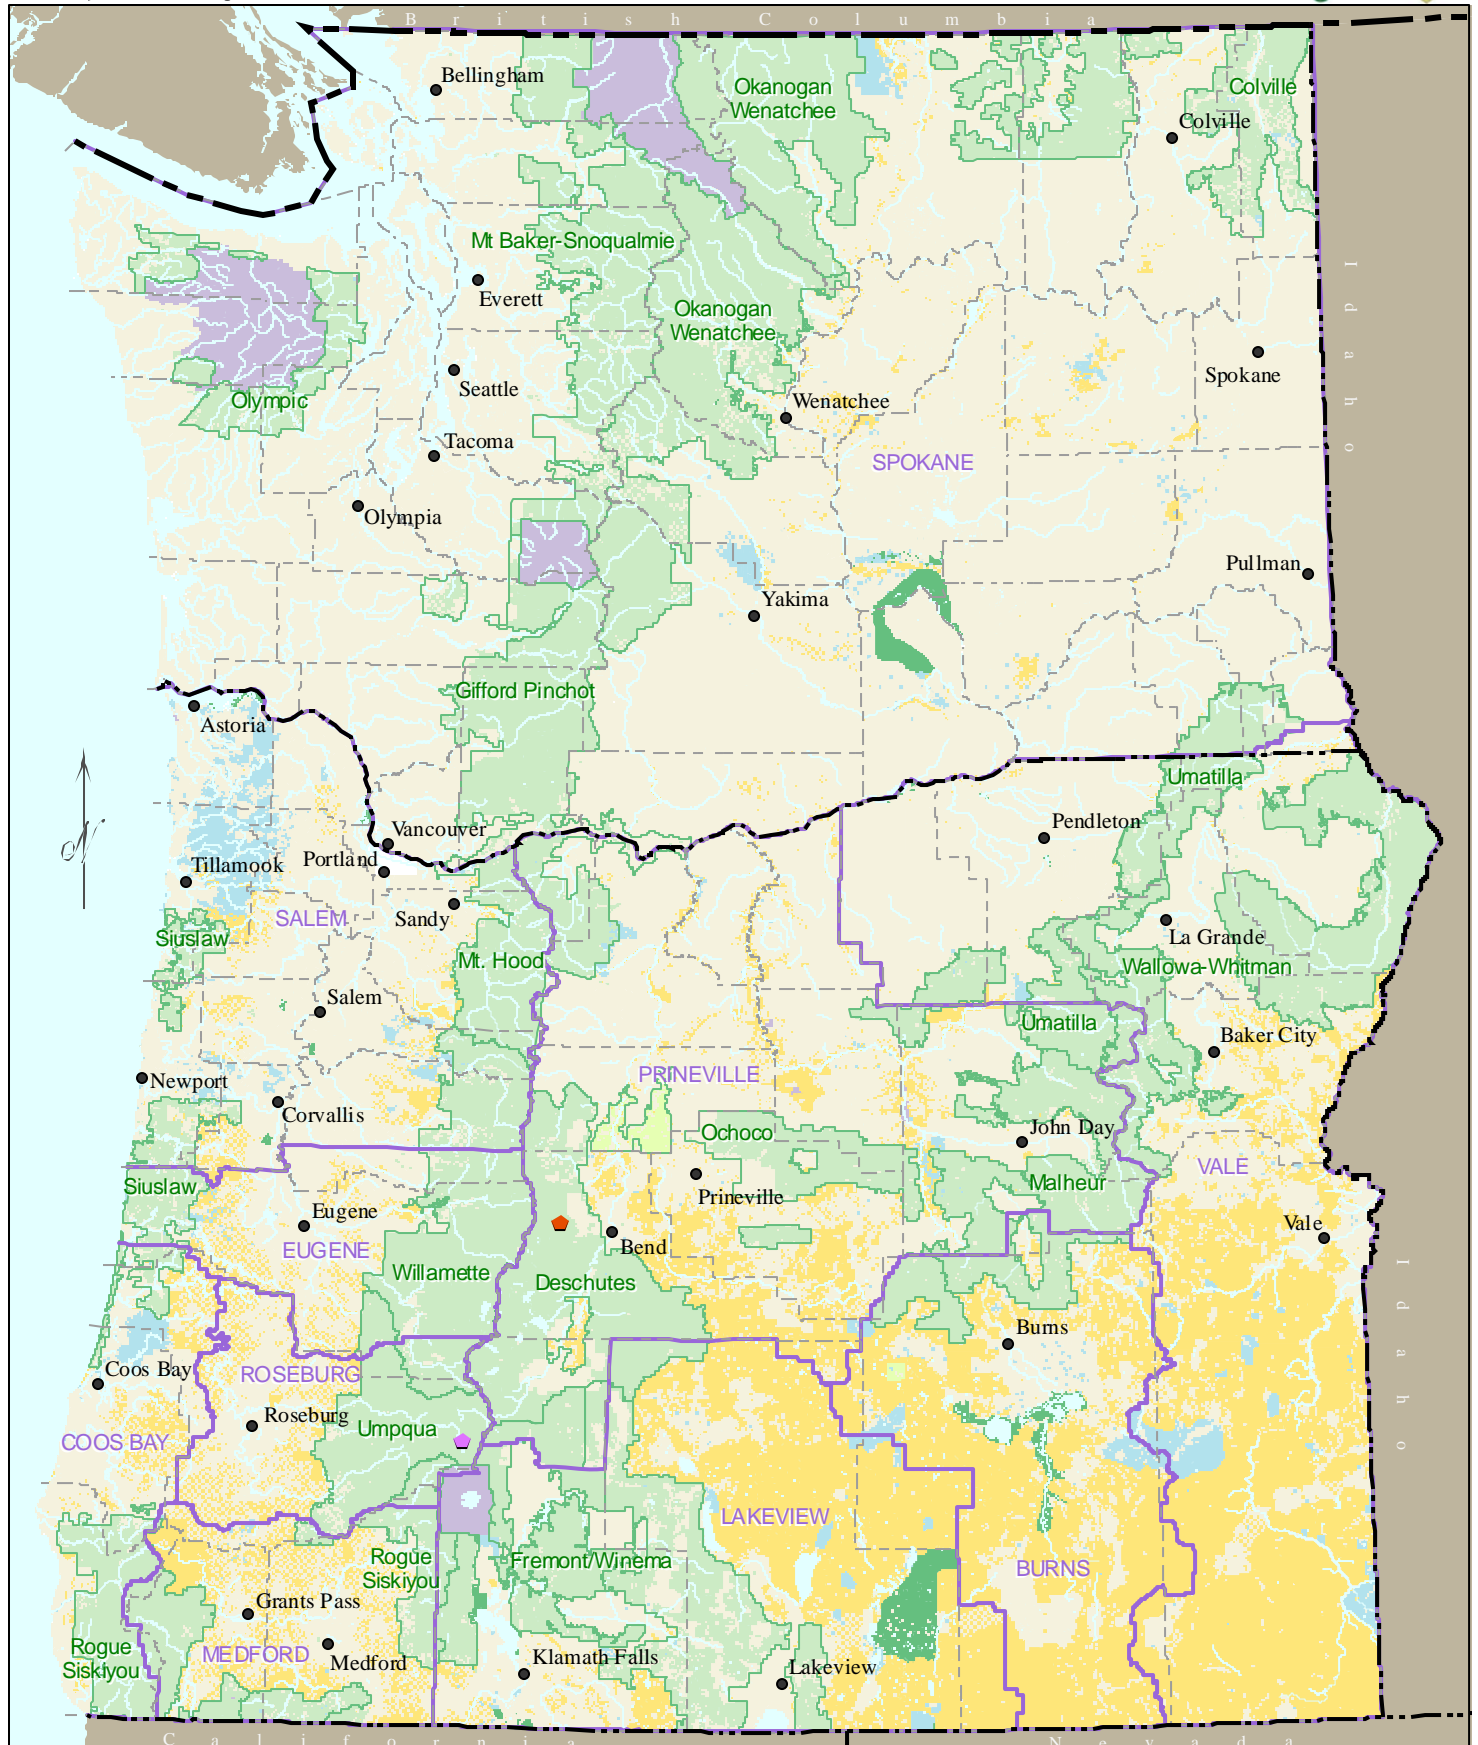 British Columbia
Bellingham
Okanogan
Wenatchee
Colville
Colville
Mt Baker-Snoqualmie
Everett
Okanogan
Wenatchee
Idaho
Seattle
Spokane
Olympic
Wenatchee
Tacoma
SPOKANE
Olympia
Pullman
Yakima
Gifford Pinchot
Astoria
Umatilla
Vancouver
Pendleton
Portland
Tillamook
SALEM
Sandy
Siuslaw
La Grande
Mt. Hood
Wallowa-Whitman
Salem
Umatilla
Baker City
Newport
PRINEVILLE
Corvallis
Ochoco
John Day
VALE
Siuslaw
Malheur
Prineville
Eugene
Vale
EUGENE
Bend
Willamette
Deschutes
Idaho
Burns
Coos Bay
ROSEBURG
Roseburg
Umpqua
COOS BAY
LAKEVIEW
Rogue
Siskiyou
Fremont/Winema
BURNS
Grants Pass
Rogue
Siskiyou
MEDFORD
Medford
Klamath Falls
Lakeview
California
Nevada